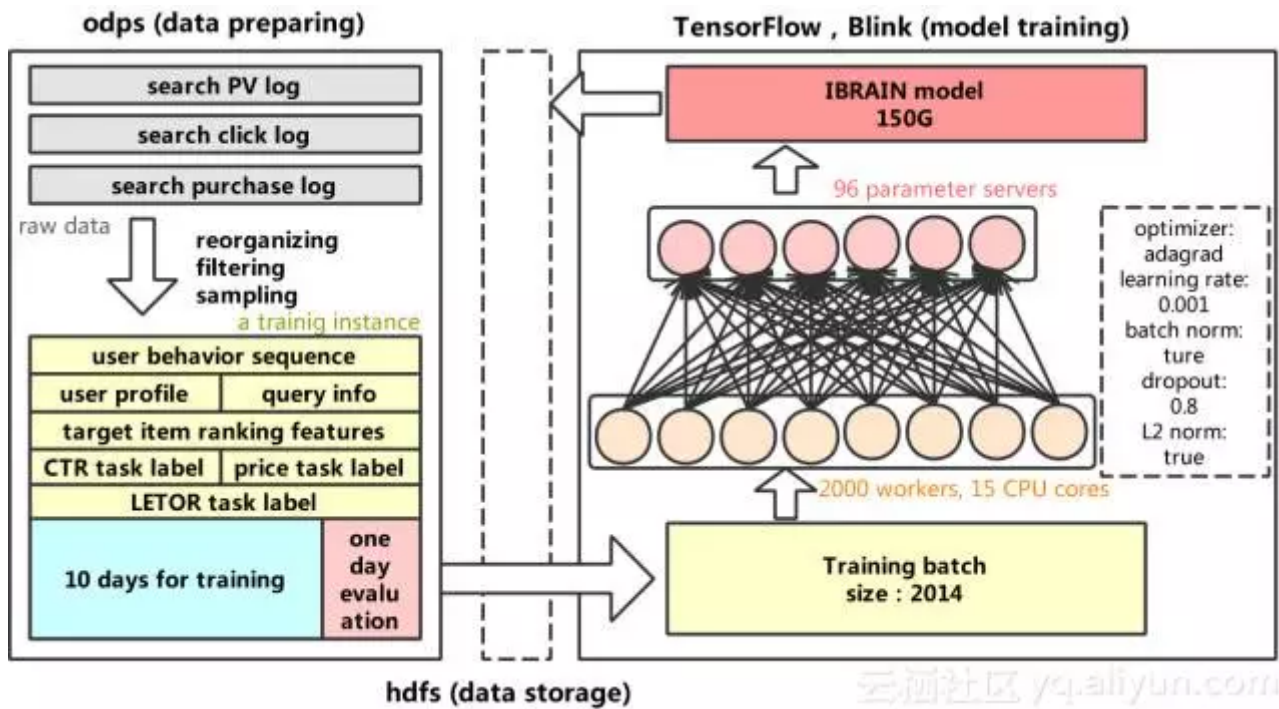 odps (data preparing)
search PV log
search click log
search purchase log
raw data
reorganizing
filtering
sampling
a trainig instance
user behavior sequence
user profile
query info
target item ranking features
CTR task label
price task label
LETOR task label
10 days for training
one
day
evalu
ation
hdfs (data storage)
TensorFlow , Blink (model training)
IBRAIN model
150G
96 parameter servers
optimizer:
adagrad
learning rate:
0.001
batch norm:
ture
dropout:
0.8
L2 norm:
true
2000 workers, 15 CPU cores
Training batch
size : 2014
云栖社区 yq.aliyun.com